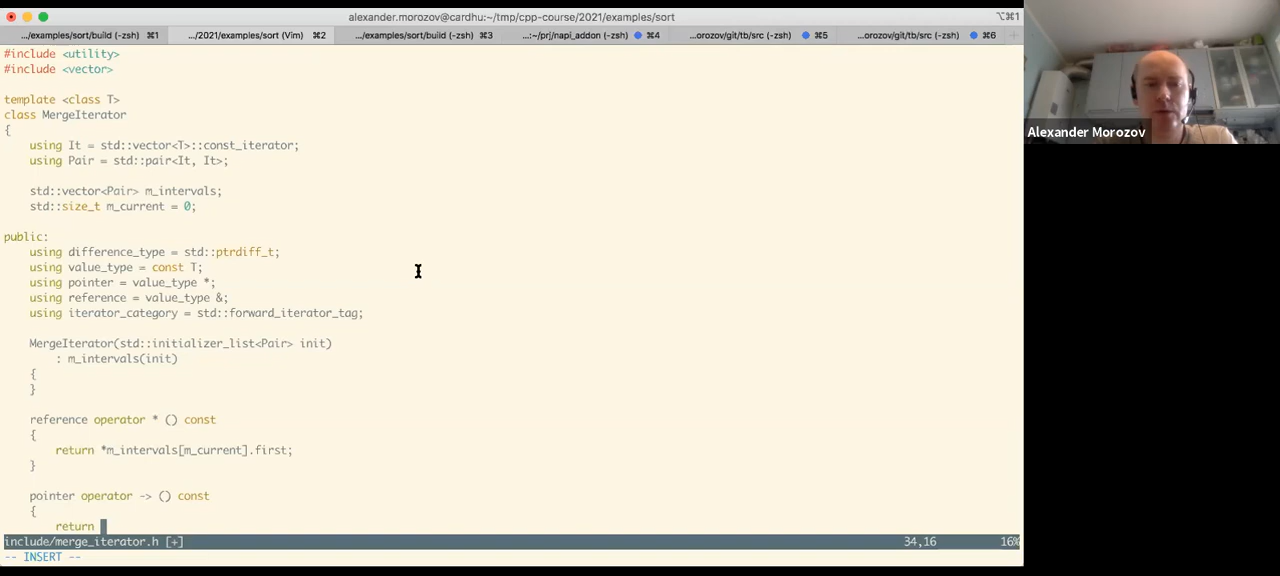 alexander.morozov@cardhu:~/tmp/cpp-course/2021/examples/sort
⌥⌘1
.../examples/sort/build (-zsh) ⌘1
.../2021/examples/sort (Vim) ⌘2
.../examples/sort/build (-zsh) ⌘3
...:~/prj/napi_addon (-zsh) ⌘4
...orozov/git/tb/src (-zsh) ⌘5
...orozov/git/tb/src (-zsh) ⌘6
#include <utility>
#include <vector>
template <class T>
class MergeIterator
{
    using It = std::vector<T>::const_iterator;
    using Pair = std::pair<It, It>;
    std::vector<Pair> m_intervals;
    std::size_t m_current = 0;
public:
    using difference_type = std::ptrdiff_t;
    using value_type = const T;
    using pointer = value_type *;
    using reference = value_type &;
    using iterator_category = std::forward_iterator_tag;
    MergeIterator(std::initializer_list<Pair> init)
        : m_intervals(init)
    {
    }
    reference operator * () const
    {
        return *m_intervals[m_current].first;
    }
    pointer operator -> () const
    {
        return
include/merge_iterator.h [+] 34,16 16%
-- INSERT --
Alexander Morozov